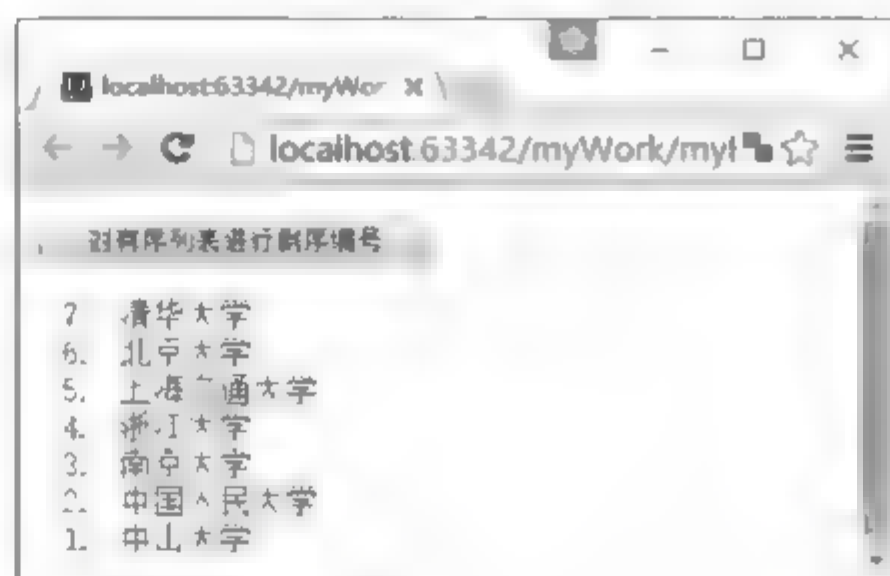 localhost:63342/myWor
localhost:63342/myWork/myl
对有序列表进行倒序编号
7. 清华大学
6. 北京大学
5. 上海交通大学
4. 浙江大学
3. 南京大学
2. 中国人民大学
1. 中山大学